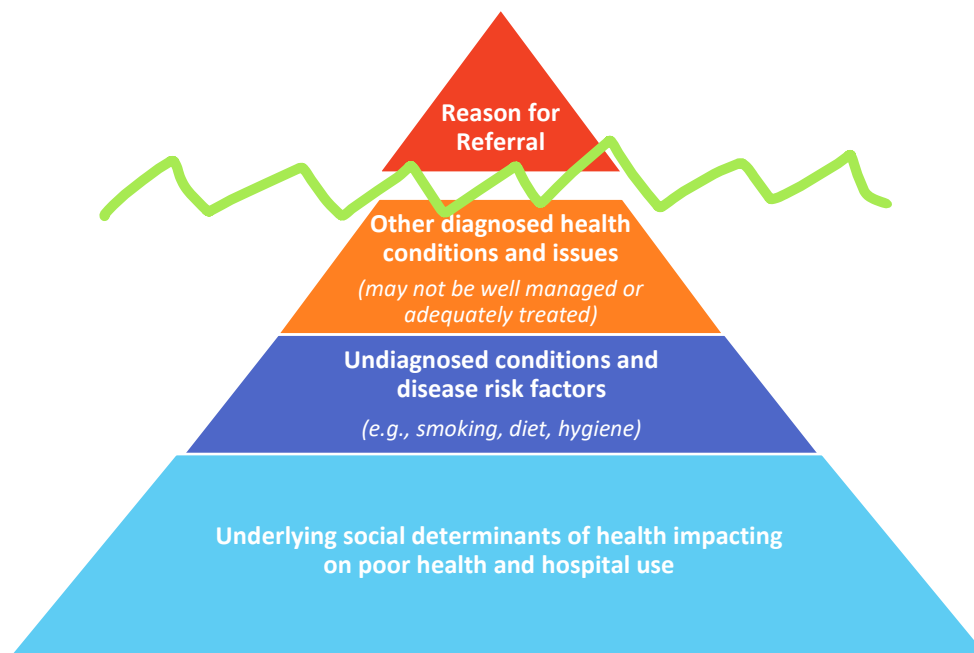 Reason for
Referral
Other diagnosed health
conditions and issues
(may not be well managed or
adequately treated)
Undiagnosed conditions and
disease risk factors
(e.g., smoking, diet, hygiene)
Underlying social determinants of health impacting
on poor health and hospital use